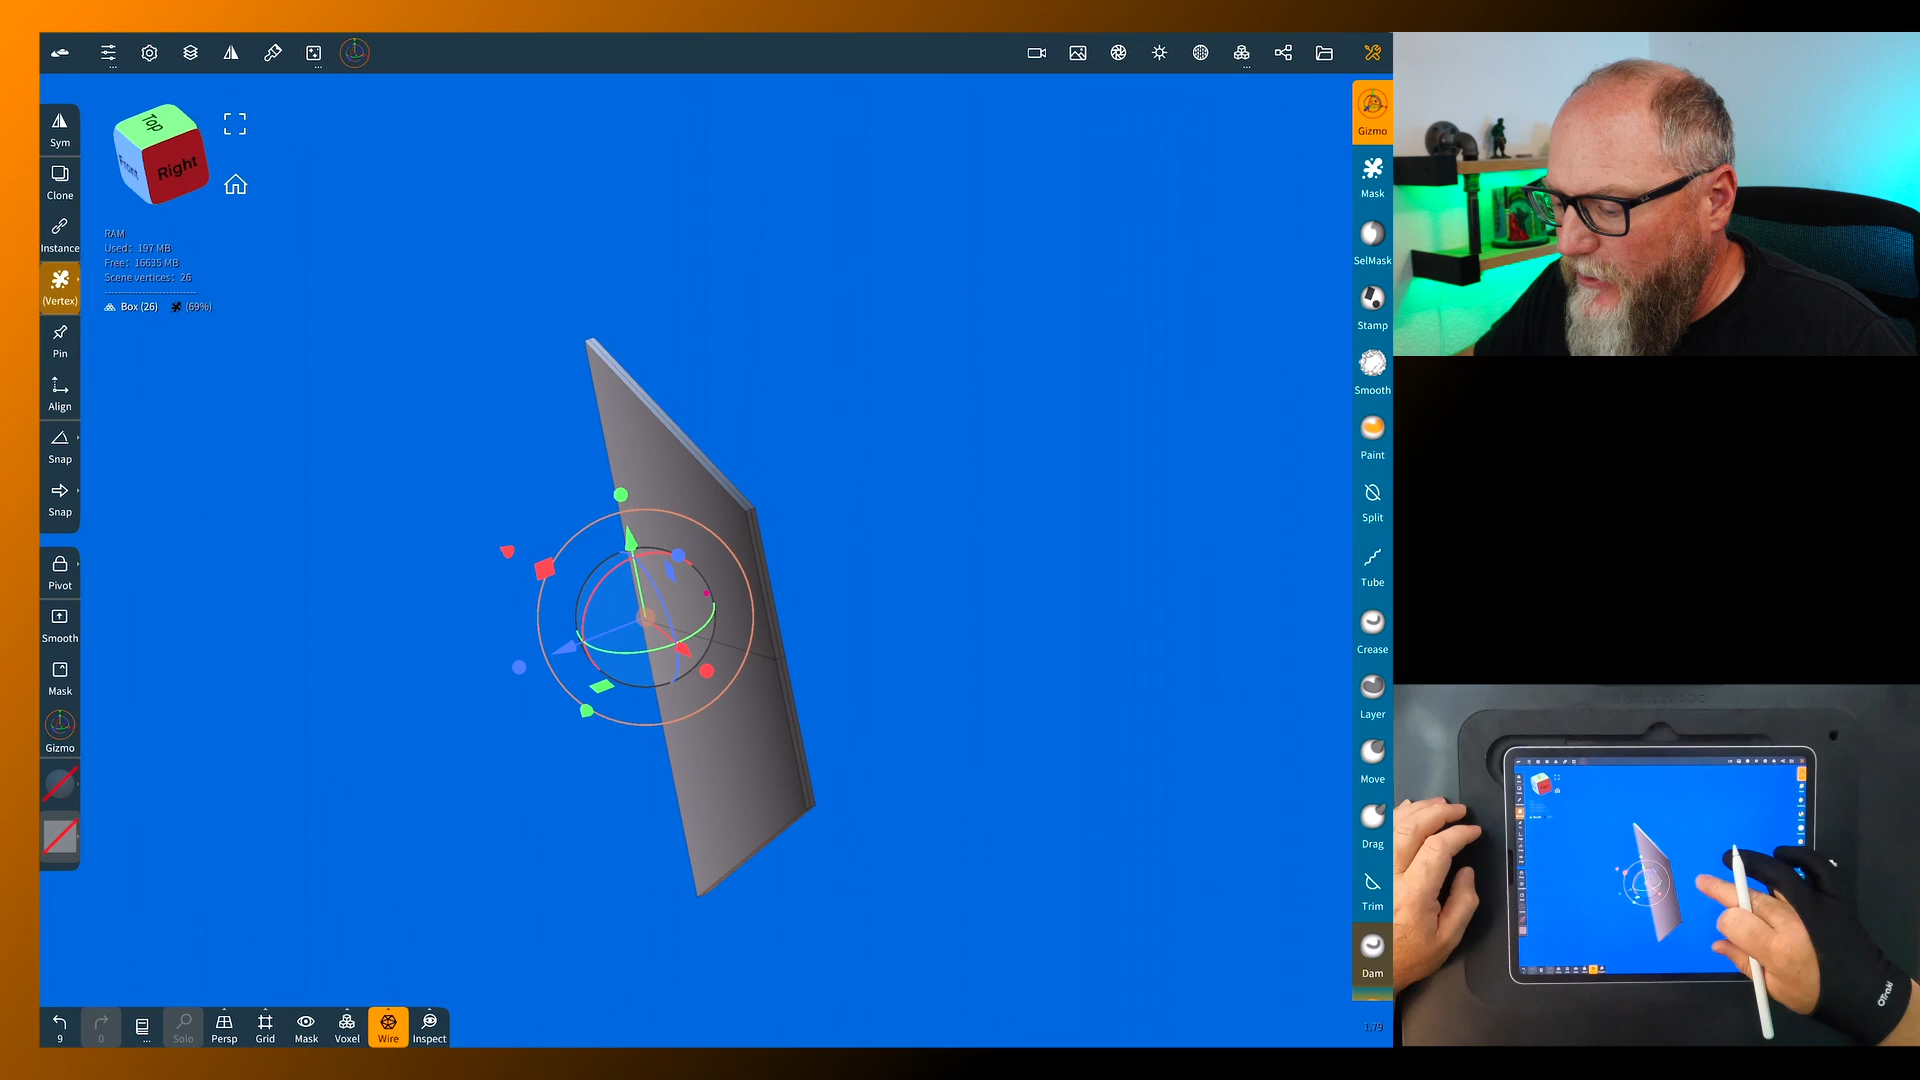 Sym
Clone
Instance
(Vertex)
Pin
Align
Snap
Snap
Pivot
Smooth
Mask
Gizmo
Top
Front
Right
RAM
Used: 197 MB
Free: 16635 MB
Scene vertices: 26
Box (26) (69%)
Gizmo
Mask
SelMask
Stamp
Smooth
Paint
Split
Tube
Crease
Layer
Move
Drag
Trim
Dam
1.79
9
0
...
Solo
Persp
Grid
Mask
Voxel
Wire
Inspect
OTraki